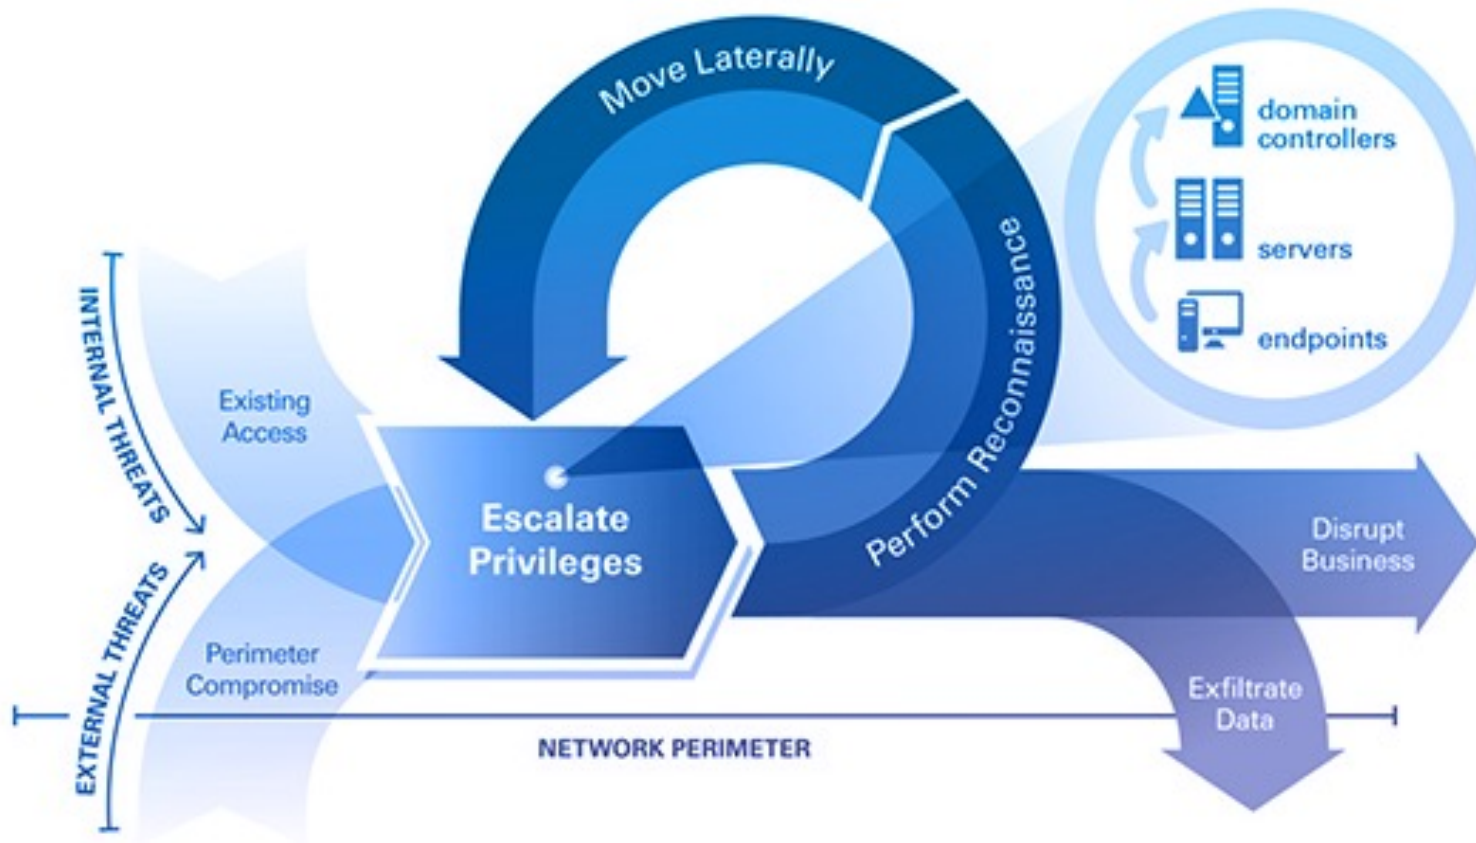 Move Laterally
domain
controllers
servers
endpoints
Perform Reconnaissance
INTERNAL THREATS
Existing
Access
Escalate
Privileges
Disrupt
Business
EXTERNAL THREATS
Perimeter
Compromise
Exfiltrate
Data
NETWORK PERIMETER